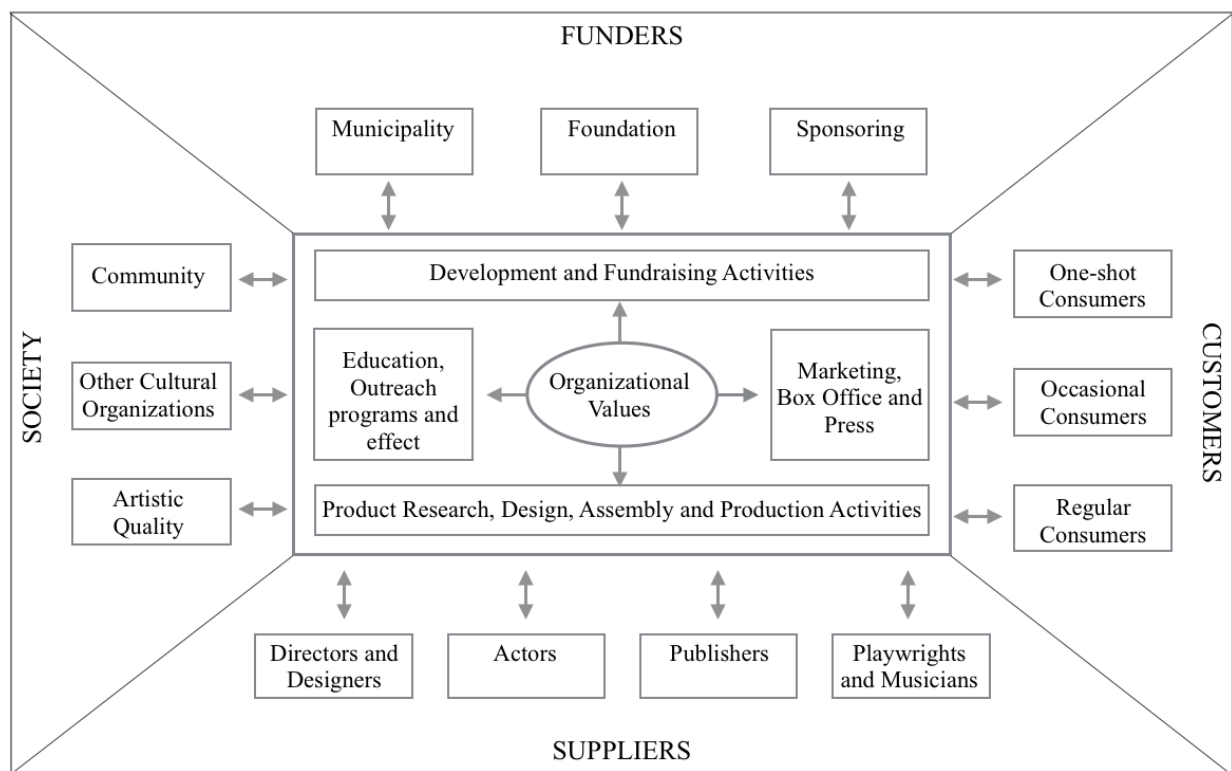 FUNDERS
Municipality
Foundation
Sponsoring
SOCIETY
Community
Other Cultural
Organizations
Artistic
Quality
Development and Fundraising Activities
Education,
Outreach
programs and
effect
Organizational
Values
Marketing,
Box Office and
Press
Product Research, Design, Assembly and Production Activities
One-shot
Consumers
Occasional
Consumers
Regular
Consumers
CUSTOMERS
Directors and
Designers
Actors
Publishers
Playwrights
and Musicians
SUPPLIERS